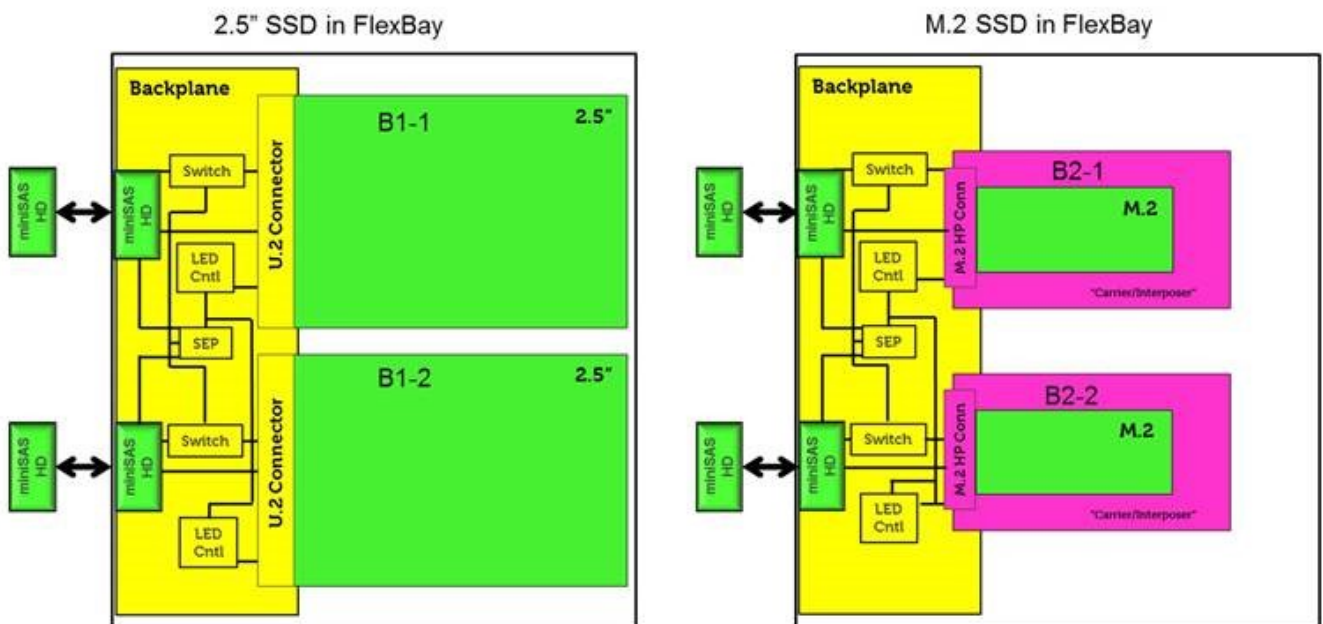 2.5” SSD in FlexBay
Backplane
B1-1
2.5”
U.2 Connector
Switch
miniSAS
HD
miniSAS
HD
LED
Cntl
SEP
B1-2
2.5”
U.2 Connector
Switch
miniSAS
HD
miniSAS
HD
LED
Cntl
M.2 SSD in FlexBay
Backplane
B2-1
M.2
M.2 HP Conn
"Carrier/Interposer"
Switch
miniSAS
HD
miniSAS
HD
LED
Cntl
SEP
B2-2
M.2
M.2 HP Conn
"Carrier/Interposer"
Switch
miniSAS
HD
miniSAS
HD
LED
Cntl